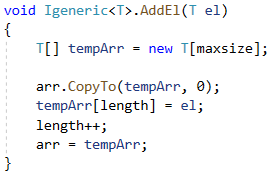 void Igeneric<T>.AddEl(T el)
{
T[] tempArr = new T[maxsize];
arr.CopyTo(tempArr, 0);
tempArr[length] = el;
length++;
arr = tempArr;
}